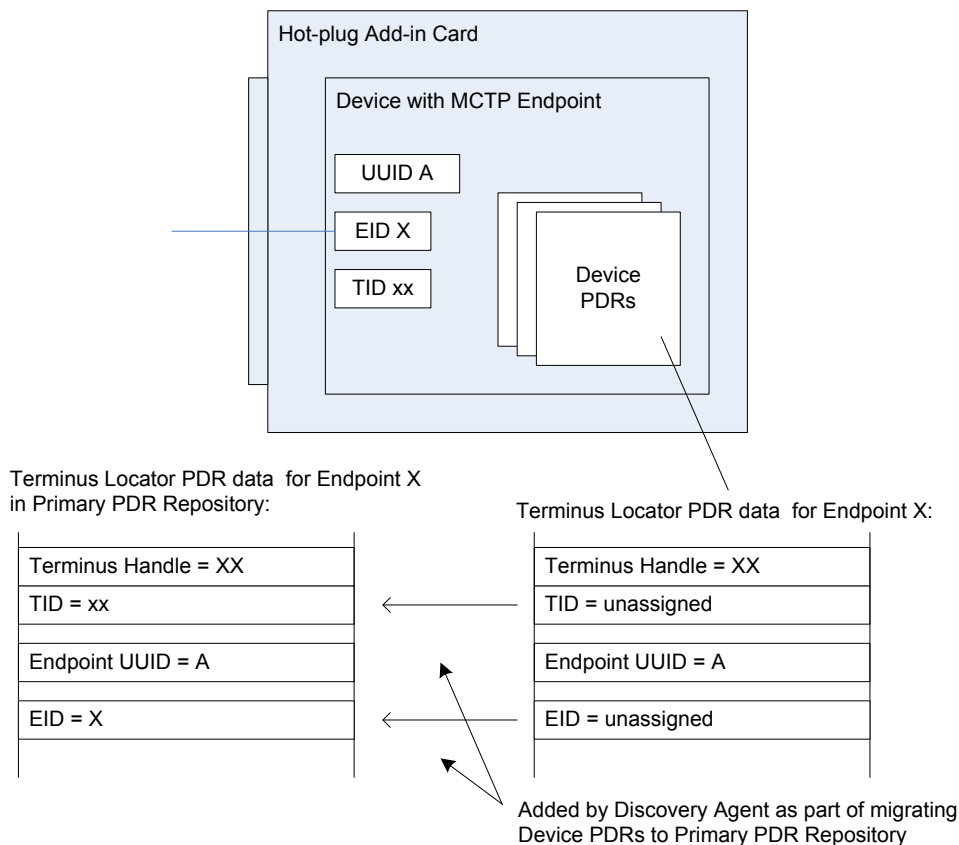 Hot-plug Add-in Card
Device with MCTP Endpoint
UUID A
EID X
TID xx
Device
PDRs
Terminus Locator PDR data for Endpoint X
in Primary PDR Repository:
Terminus Handle = XX
TID = xx
Endpoint UUID = A
EID = X
Terminus Locator PDR data for Endpoint X:
Terminus Handle = XX
TID = unassigned
Endpoint UUID = A
EID = unassigned
Added by Discovery Agent as part of migrating
Device PDRs to Primary PDR Repository